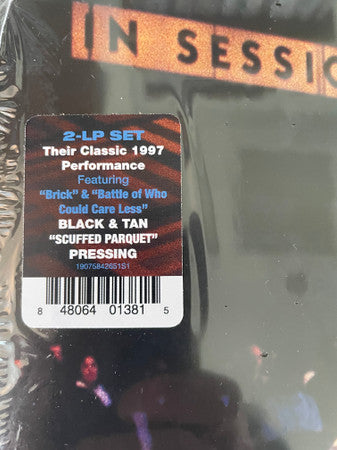 IN SESSIO
2-LP SET
Their Classic 1997
Performance
Featuring
“Brick” & “Battle of Who
Could Care Less”
BLACK & TAN
“SCUFFED PARQUET”
PRESSING
19075842651S1
8 48064 01381 5